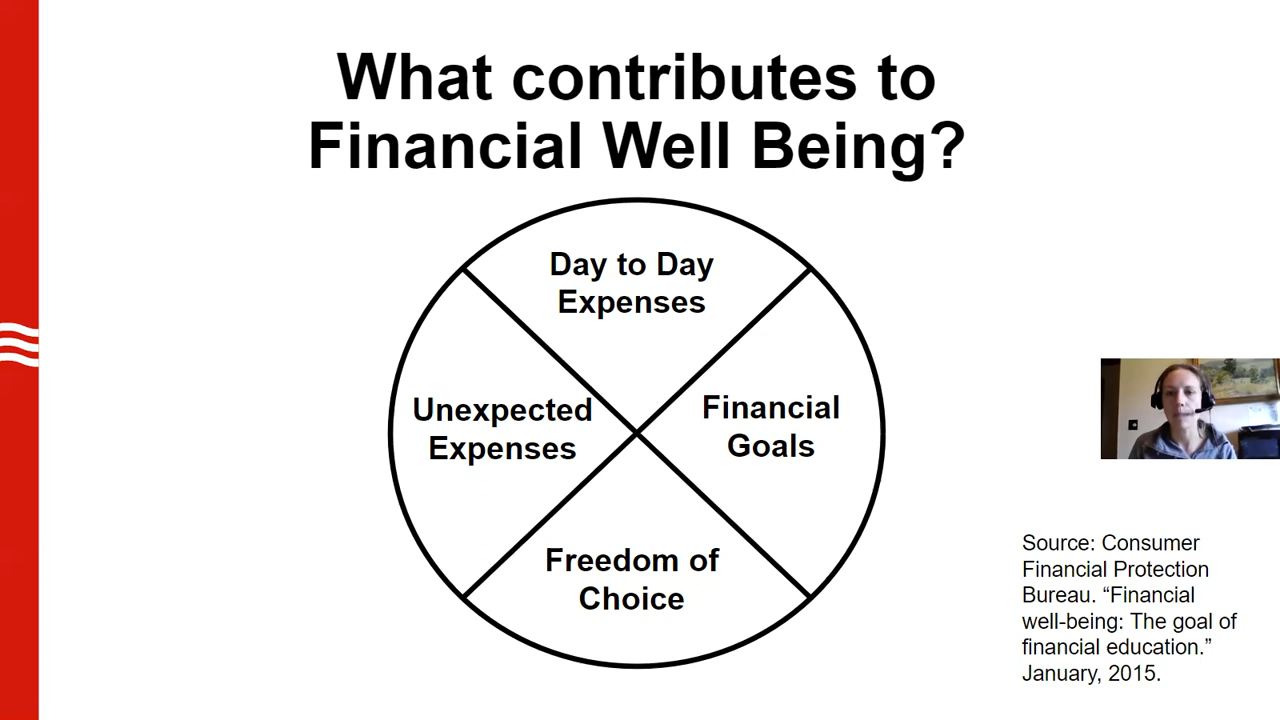 What contributes to
Financial Well Being?
Day to Day
Expenses
Unexpected
Expenses
Financial
Goals
Freedom of
Choice
Source: Consumer
Financial Protection
Bureau. “Financial
well-being: The goal of
financial education.”
January, 2015.